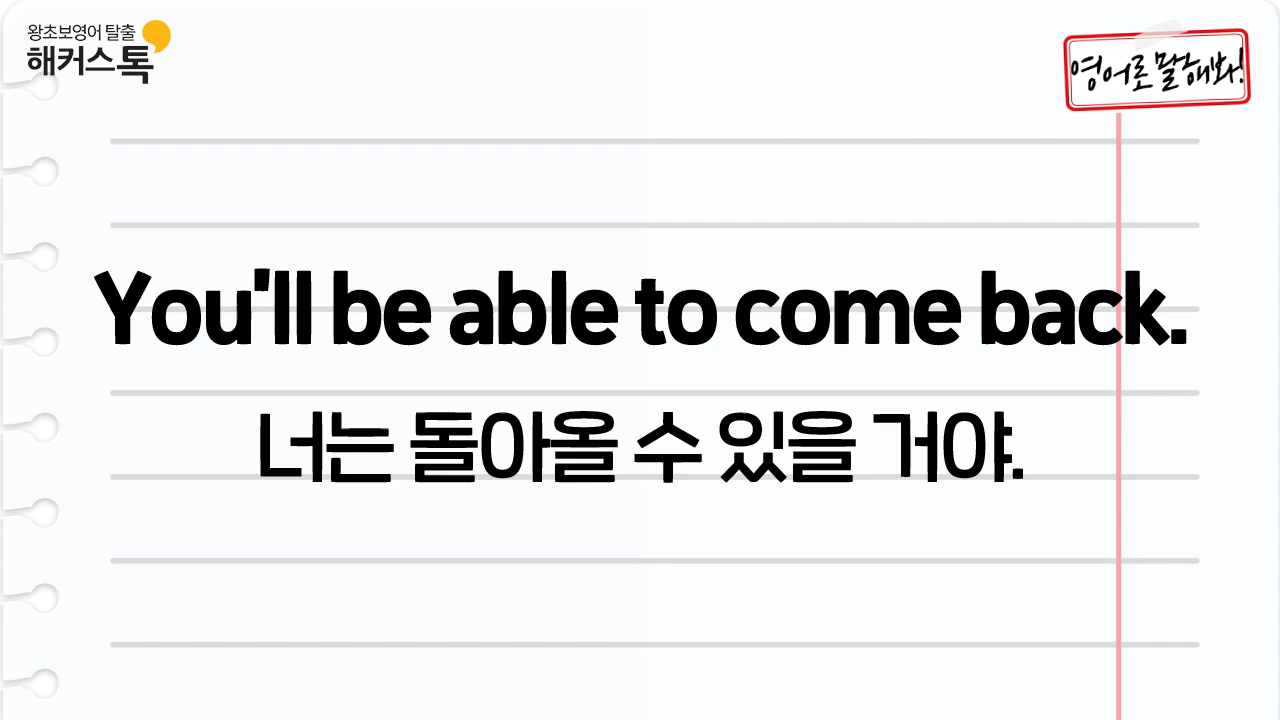 왕초보영어 탈출
해커스톡
영어로 말해봐!
You'll be able to come back.
너는 돌아올 수 있을 거야.